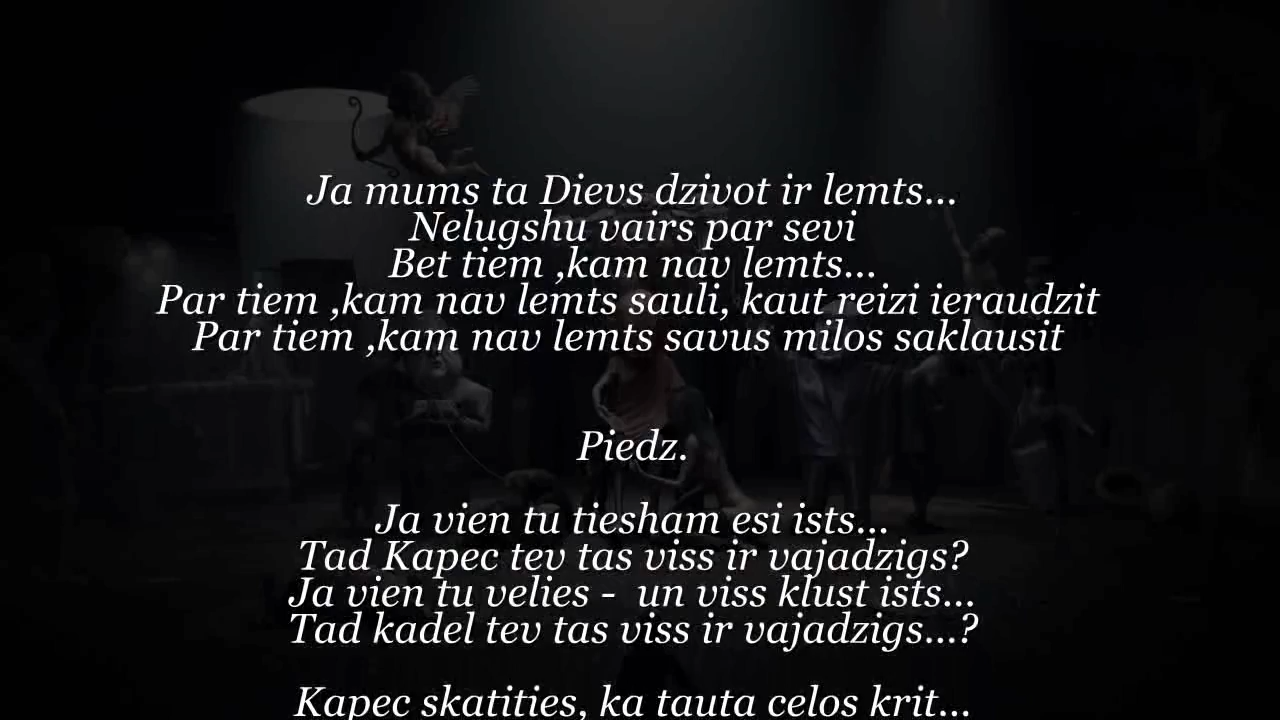 Ja mums ta Dievs dzivot ir lemts...
Nelugshu vairs par sevi
Bet tiem ,kam nav lemts...
Par tiem ,kam nav lemts sauli, kaut reizi ieraudzit
Par tiem ,kam nav lemts savus milos saklausit
Piedz.
Ja vien tu tiesham esi ists...
Tad Kapec tev tas viss ir vajadzigs?
Ja vien tu velies -  un viss klust ists...
Tad kadel tev tas viss ir vajadzigs...?
Kapec skatities, ka tauta celos krit...